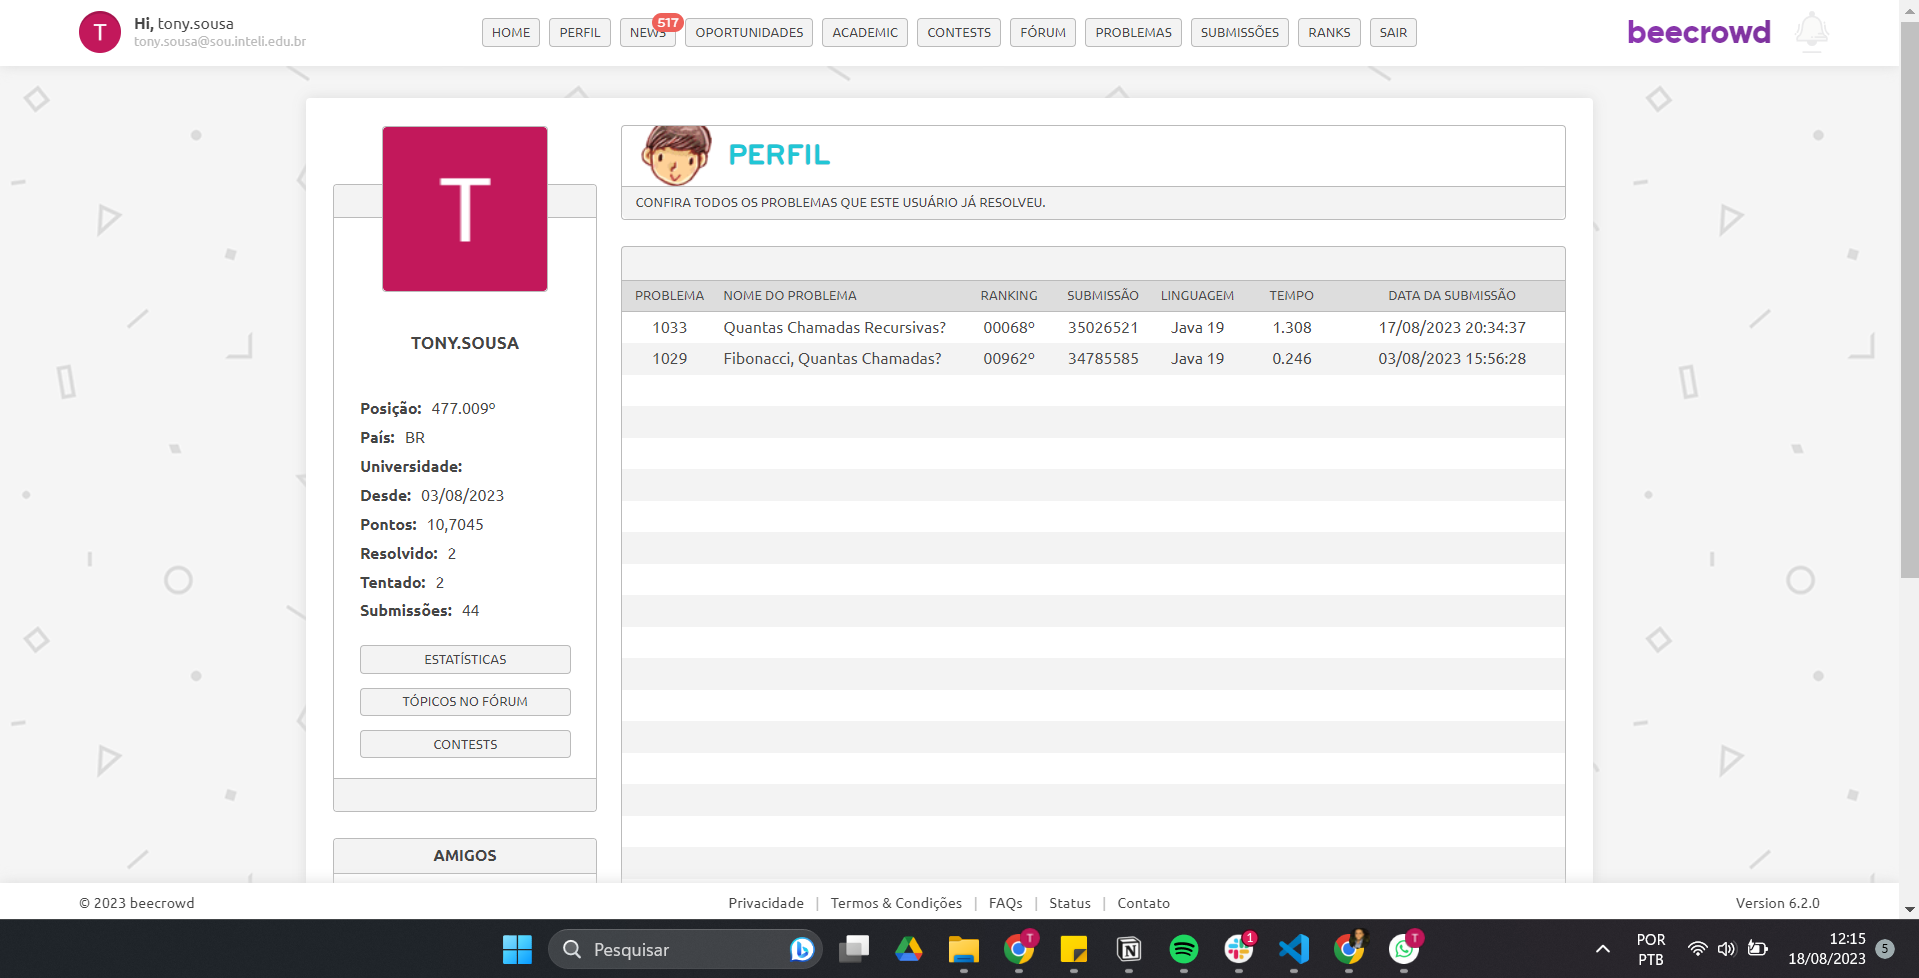 T
Hi, tony.sousa
tony.sousa@sou.inteli.edu.br
HOME
PERFIL
NEWS
517
OPORTUNIDADES
ACADEMIC
CONTESTS
FÓRUM
PROBLEMAS
SUBMISSÕES
RANKS
SAIR
beecrowd
T
TONY.SOUSA
Posição: 477.009º
País: BR
Universidade:
Desde: 03/08/2023
Pontos: 10,7045
Resolvido: 2
Tentado: 2
Submissões: 44
ESTATÍSTICAS
TÓPICOS NO FÓRUM
CONTESTS
AMIGOS
PERFIL
CONFIRA TODOS OS PROBLEMAS QUE ESTE USUÁRIO JÁ RESOLVEU.
PROBLEMA NOME DO PROBLEMA RANKING SUBMISSÃO LINGUAGEM TEMPO DATA DA SUBMISSÃO
1033 Quantas Chamadas Recursivas? 00068º 35026521 Java 19 1.308 17/08/2023 20:34:37
1029 Fibonacci, Quantas Chamadas? 00962º 34785585 Java 19 0.246 03/08/2023 15:56:28
© 2023 beecrowd
Privacidade | Termos & Condições | FAQs | Status | Contato
Version 6.2.0
Pesquisar
T
1
T
POR
PTB
12:15
18/08/2023
5